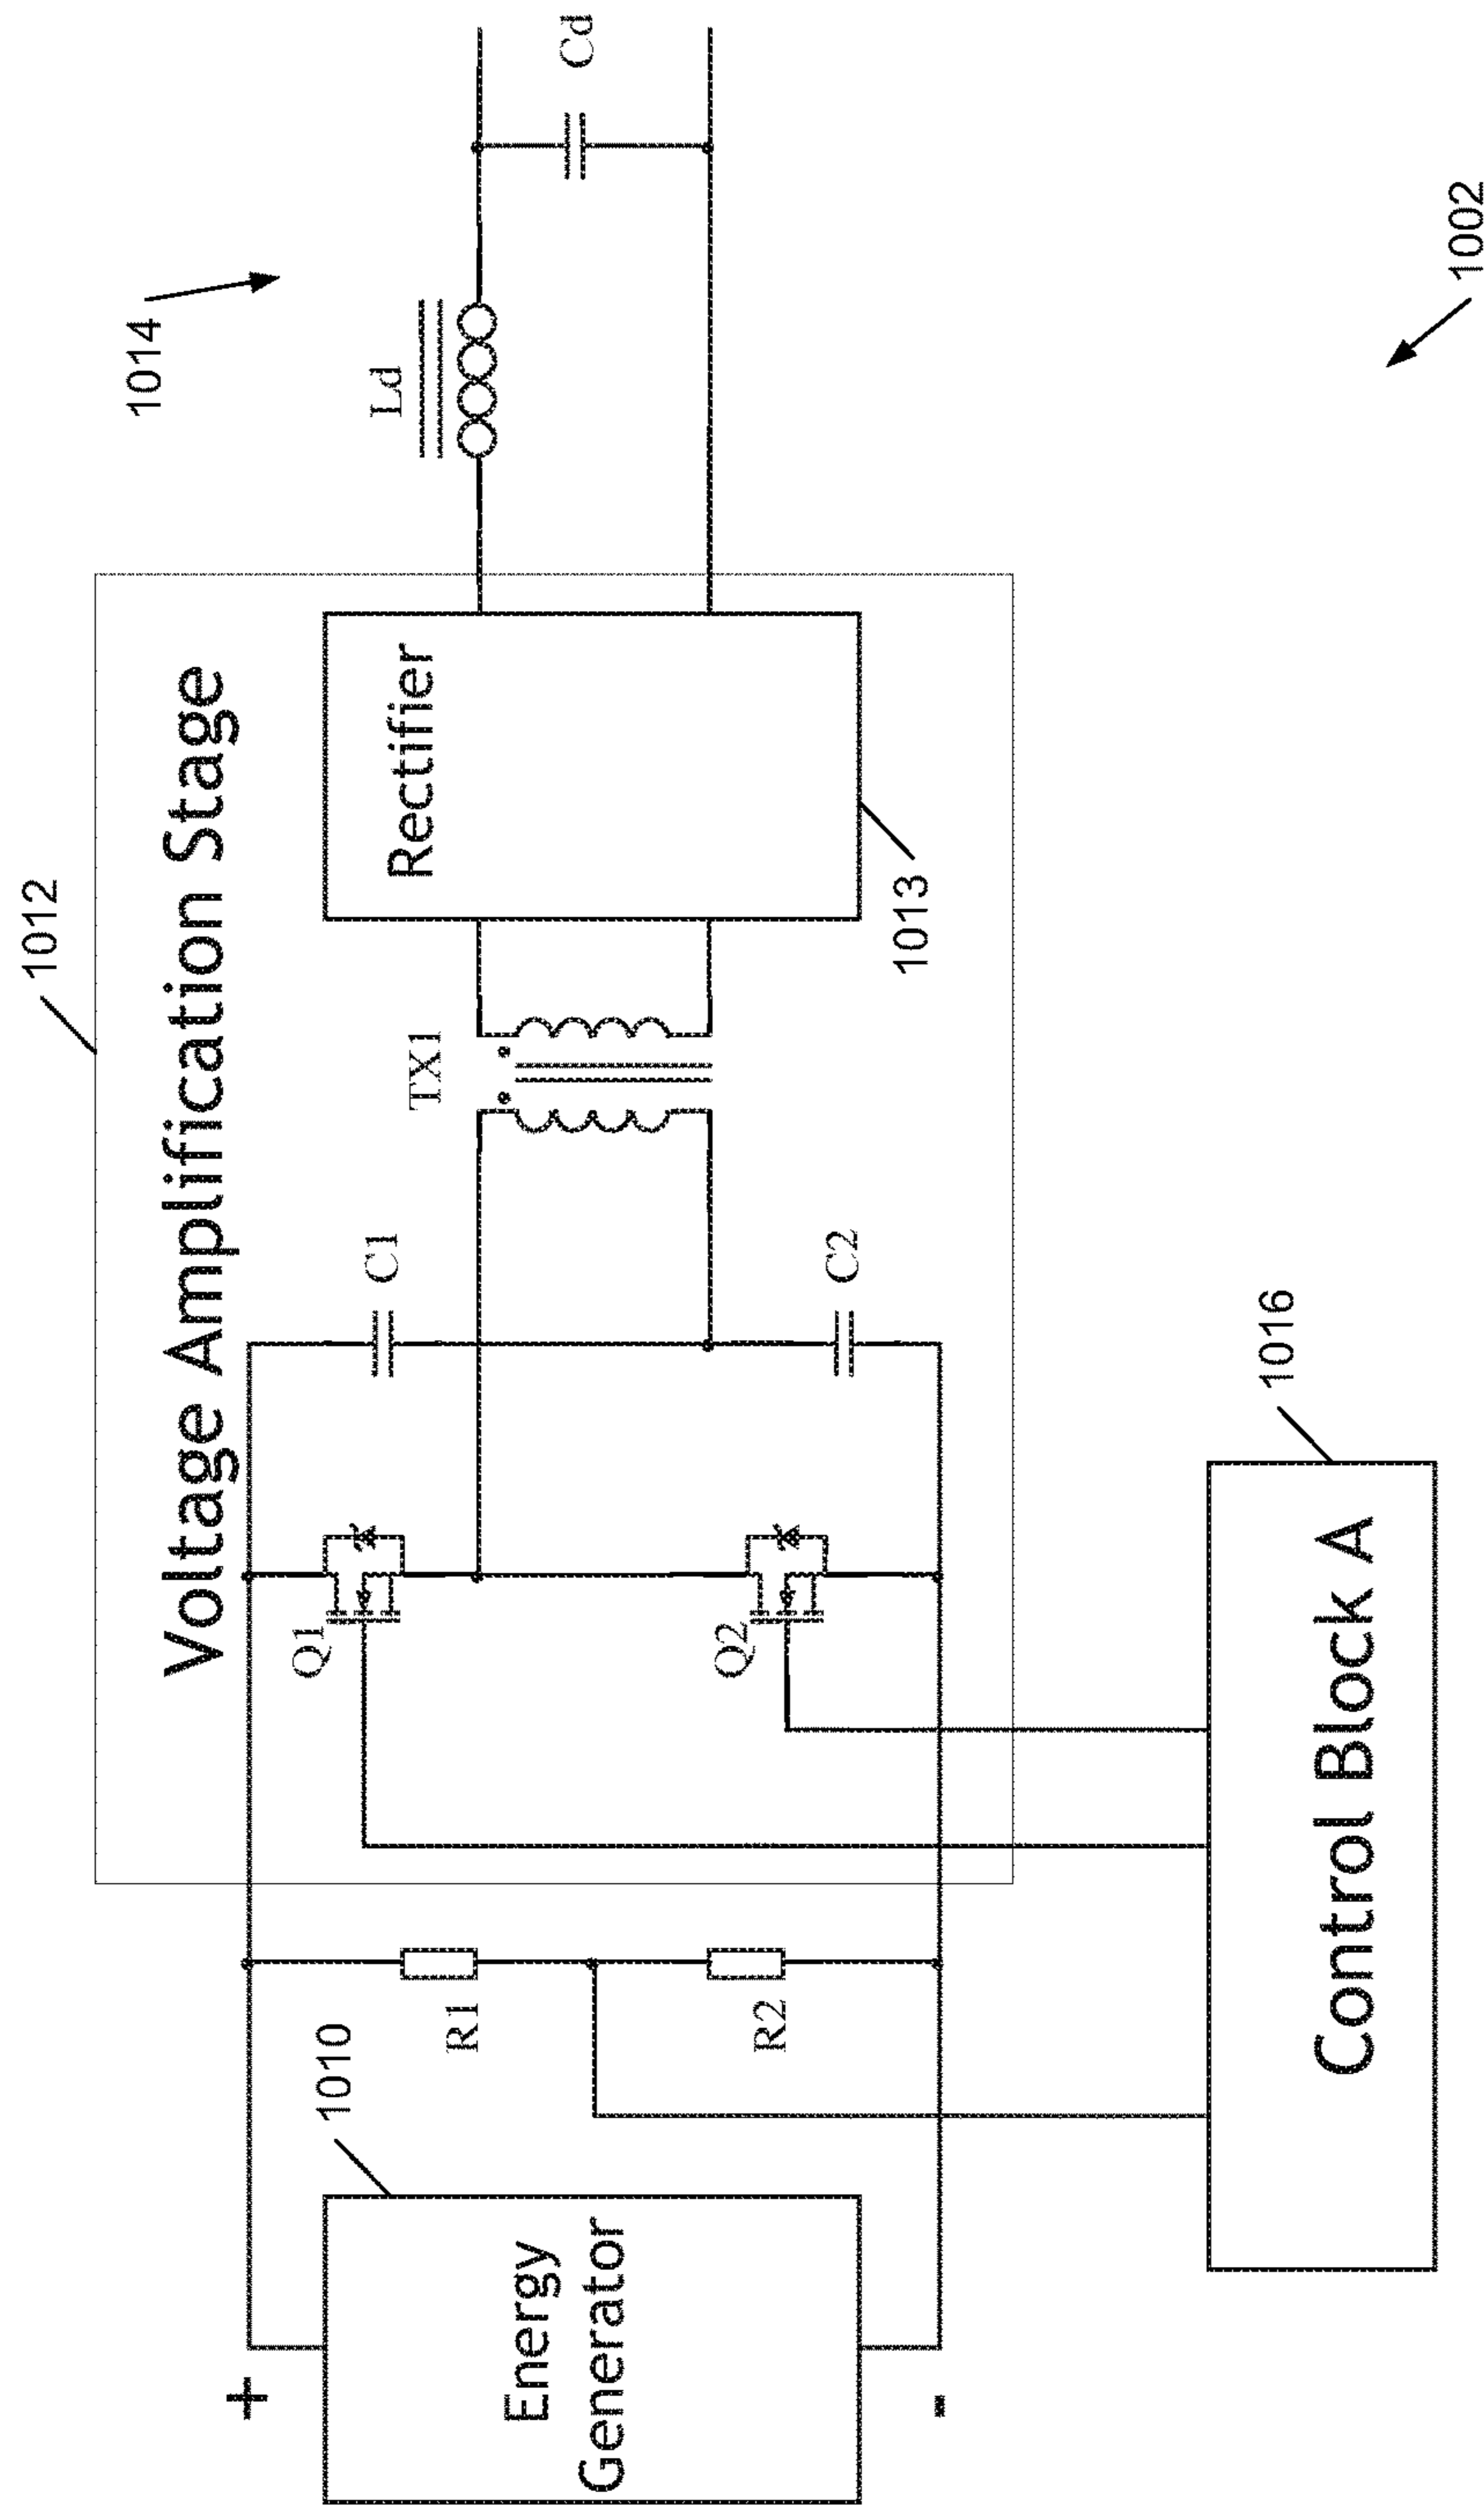 1012
Voltage Amplification Stage
1014
+
1010
Energy
Generator
-
R1
R2
Q1
Q2
C1
C2
TX1
Rectifier
1013
Ld
Cd
Control Block A
1016
1002